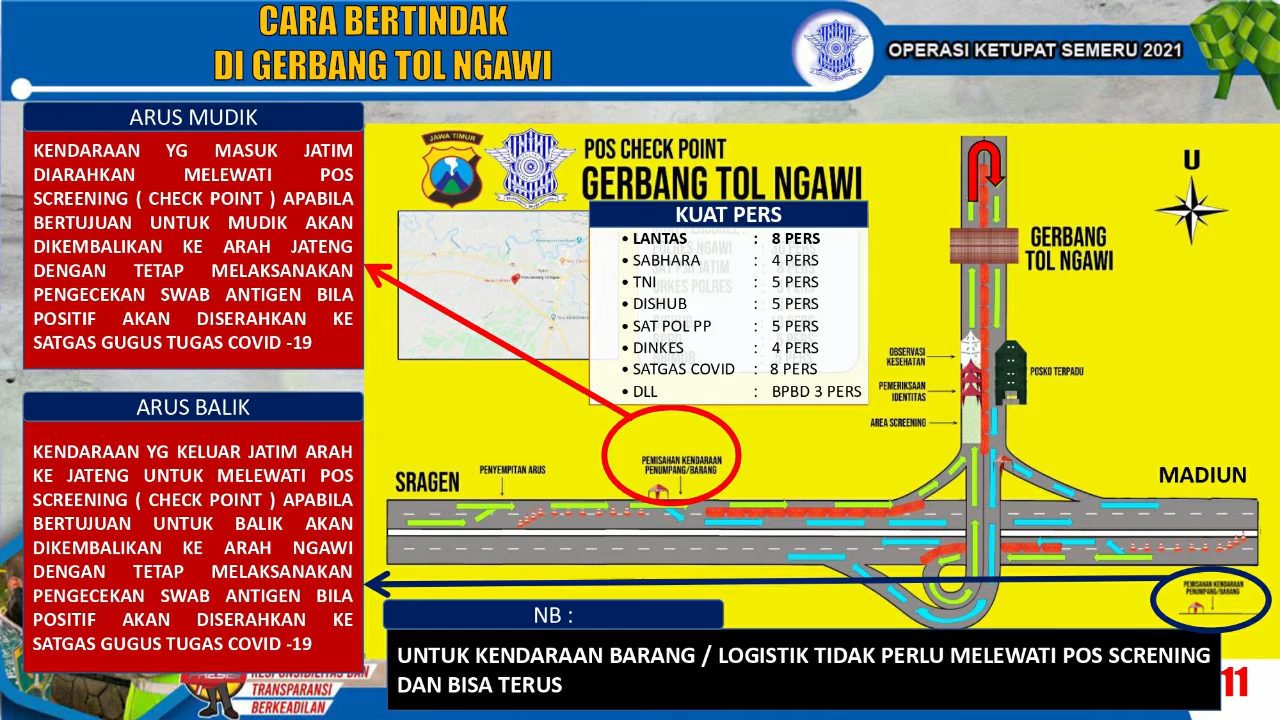 CARA BERTINDAK
DI GERBANG TOL NGAWI
OPERASI KETUPAT SEMERU 2021
ARUS MUDIK
KENDARAAN YG MASUK JATIM
DIARAHKAN MELEWATI POS
SCREENING ( CHECK POINT ) APABILA
BERTUJUAN UNTUK MUDIK AKAN
DIKEMBALIKAN KE ARAH JATENG
DENGAN TETAP MELAKSANAKAN
PENGECEKAN SWAB ANTIGEN BILA
POSITIF AKAN DISERAHKAN KE
SATGAS GUGUS TUGAS COVID -19
ARUS BALIK
KENDARAAN YG KELUAR JATIM ARAH
KE JATENG UNTUK MELEWATI POS
SCREENING ( CHECK POINT ) APABILA
BERTUJUAN UNTUK BALIK AKAN
DIKEMBALIKAN KE ARAH NGAWI
DENGAN TETAP MELAKSANAKAN
PENGECEKAN SWAB ANTIGEN BILA
POSITIF AKAN DISERAHKAN KE
SATGAS GUGUS TUGAS COVID -19
JAWA TIMUR
POS CHECK POINT
GERBANG TOL NGAWI
KUAT PERS
• LANTAS : 8 PERS
• SABHARA : 4 PERS
• TNI : 5 PERS
• DISHUB : 5 PERS
• SAT POL PP : 5 PERS
• DINKES : 4 PERS
• SATGAS COVID : 8 PERS
• DLL : BPBD 3 PERS
U
GERBANG
TOL NGAWI
OBSERVASI
KESEHATAN
POSKO TERPADU
PEMERIKSAAN
IDENTITAS
AREA SCREENING
SRAGEN
PENYEMPITAN ARUS
PEMISAHAN KENDARAAN
PENUMPANG/BARANG
MADIUN
PEMISAHAN KENDARAAN
PENUMPANG/BARANG
NB :
UNTUK KENDARAAN BARANG / LOGISTIK TIDAK PERLU MELEWATI POS SCRENING
DAN BISA TERUS
TRANSPARANSI
BERKEADILAN
11